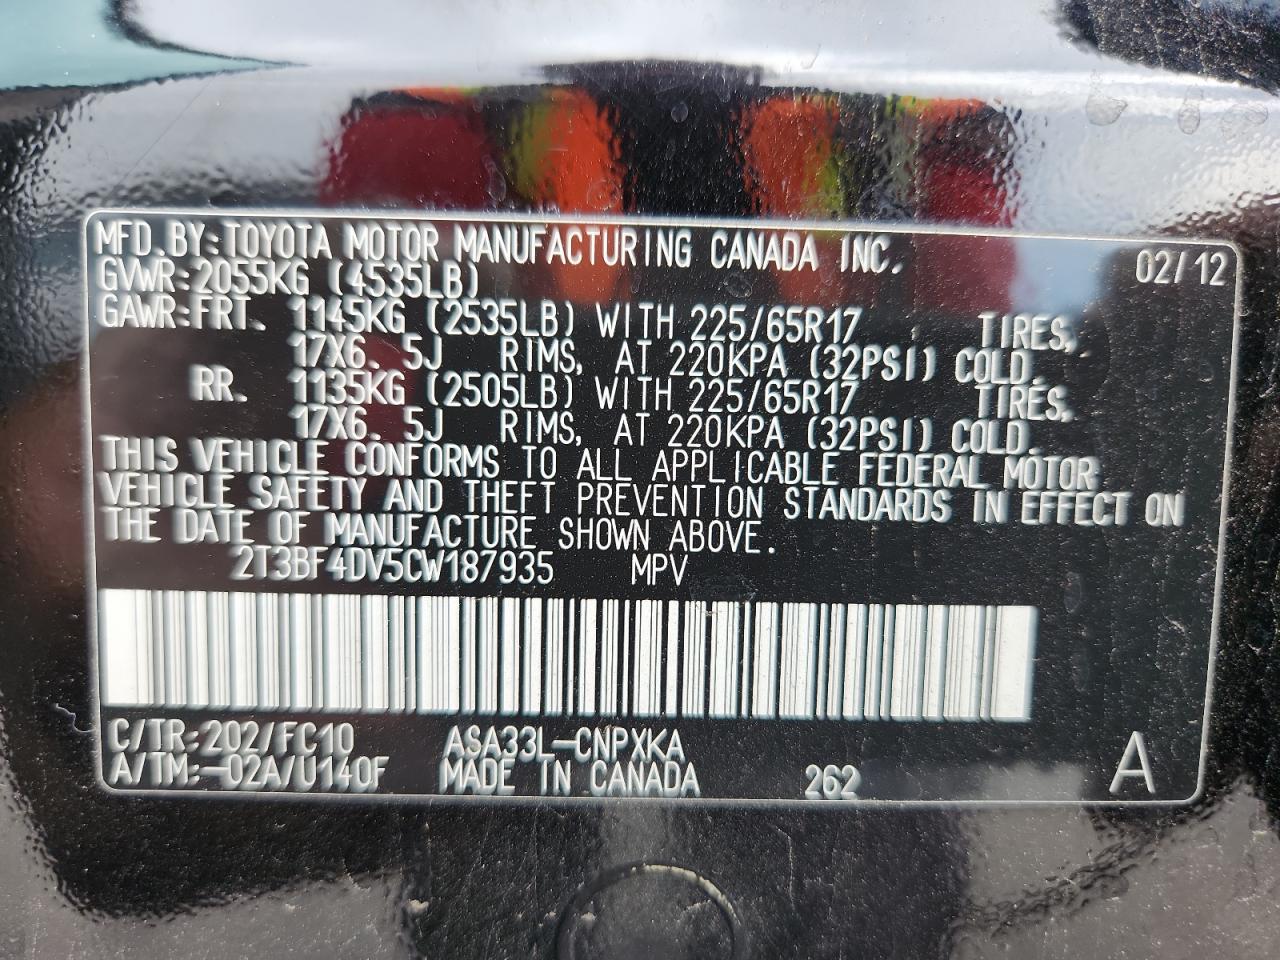 MFD.BY:TOYOTA MOTOR MANUFACTURING CANADA INC. 02/12
GVWR:2055KG (4535LB)
GAWR:FRT. 1145KG (2535LB) WITH 225/65R17 TIRES,
17X6.5J RIMS, AT 220KPA (32PSI) COLD.
RR. 1135KG (2505LB) WITH 225/65R17 TIRES,
17X6.5J RIMS, AT 220KPA (32PSI) COLD.
THIS VEHICLE CONFORMS TO ALL APPLICABLE FEDERAL MOTOR
VEHICLE SAFETY AND THEFT PREVENTION STANDARDS IN EFFECT ON
THE DATE OF MANUFACTURE SHOWN ABOVE.
2T3BF4DV5CW187935 MPV
C/TR:202/FC10 ASA33L-CNPXKA
A/TM:-02A/U140F MADE IN CANADA 262 A